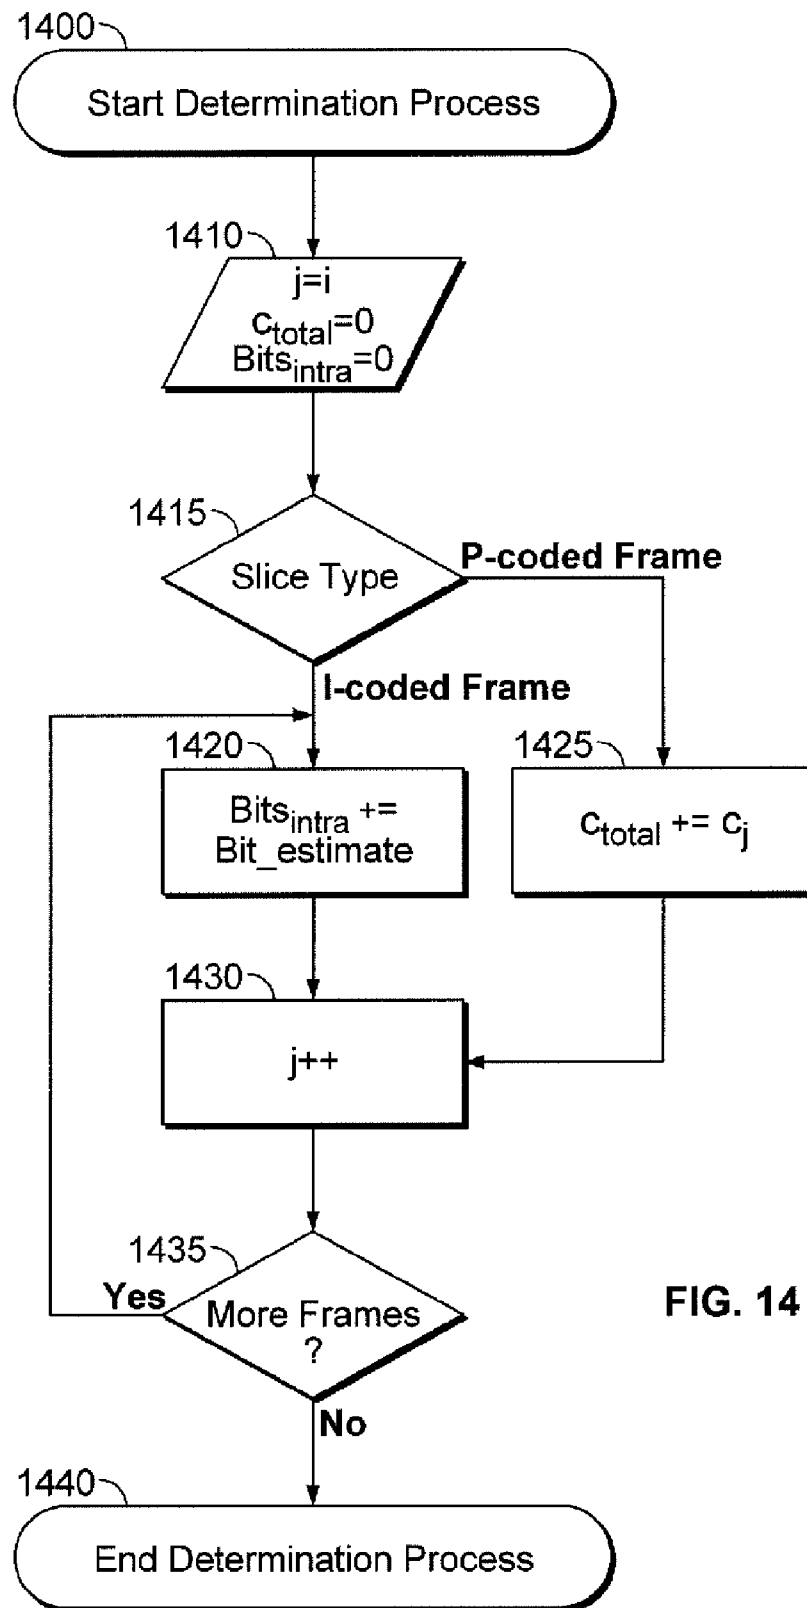 1400
Start Determination Process
1410
j=i
c_total=0
Bits_intra=0
1415
Slice Type
P-coded Frame
I-coded Frame
1420
Bits_intra +=
Bit_estimate
1425
c_total += c_j
1430
j++
1435
Yes
More Frames
?
No
FIG. 14
1440
End Determination Process